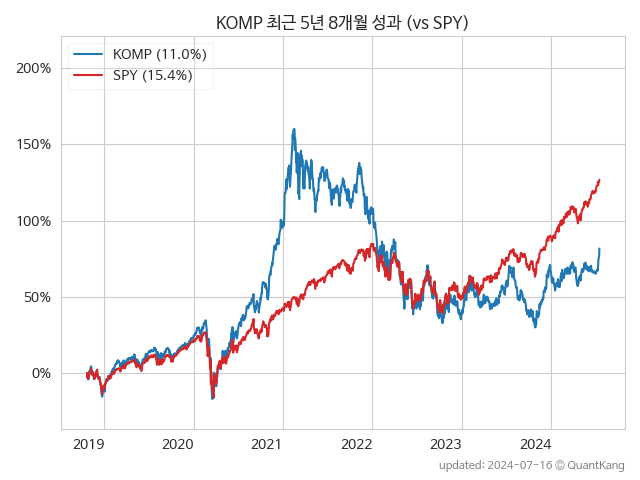 KOMP 최근 5년 8개월 성과 (vs SPY)
KOMP (11.0%)
SPY (15.4%)
200%
150%
100%
50%
0%
2019 2020 2021 2022 2023 2024
updated: 2024-07-16 © QuantKang